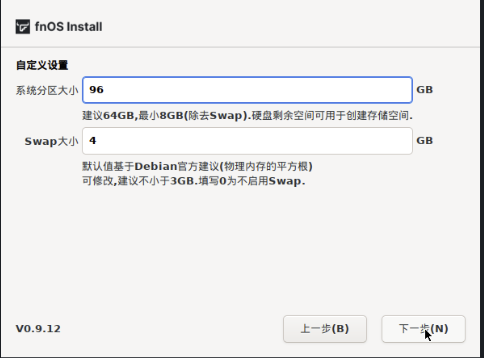 fnOS Install
自定义设置
系统分区大小 96 GB
建议64GB,最小8GB(除去Swap).硬盘剩余空间可用于创建存储空间.
Swap大小 4 GB
默认值基于Debian官方建议(物理内存的平方根)
可修改,建议不小于3GB.填写0为不启用Swap.
V0.9.12 上一步(B) 下一步(N)